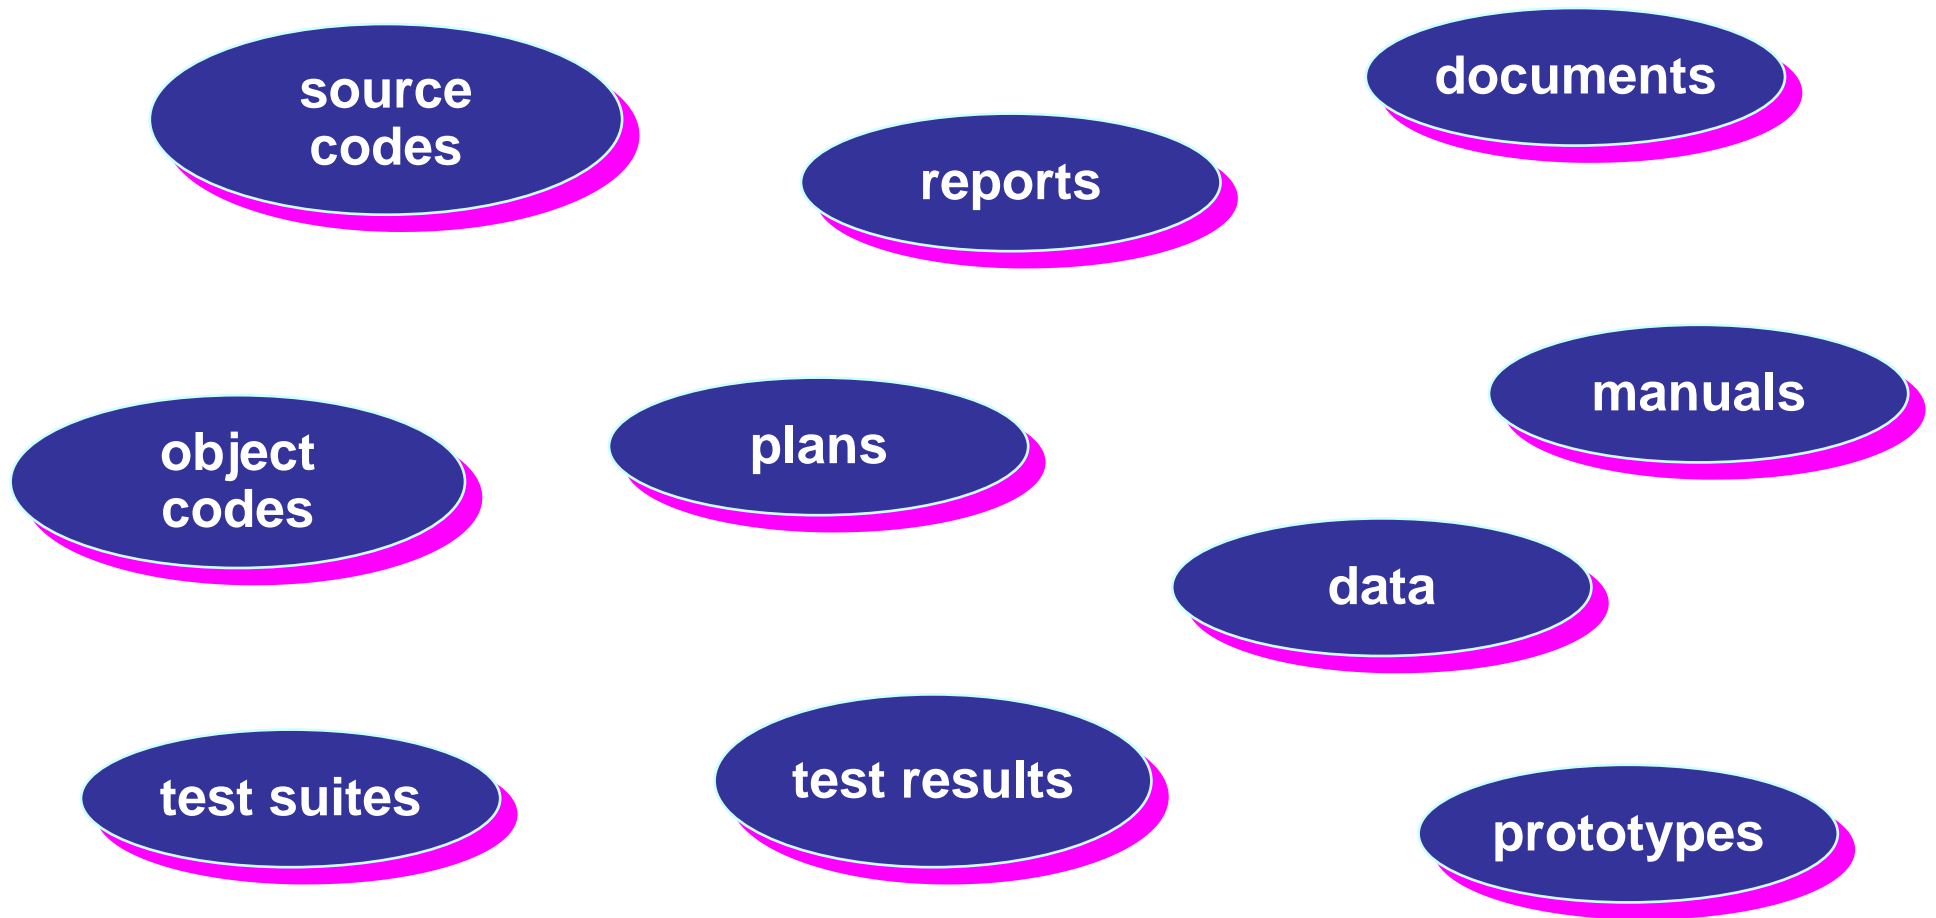 source
codes
documents
reports
manuals
plans
object
codes
data
test suites
test results
prototypes